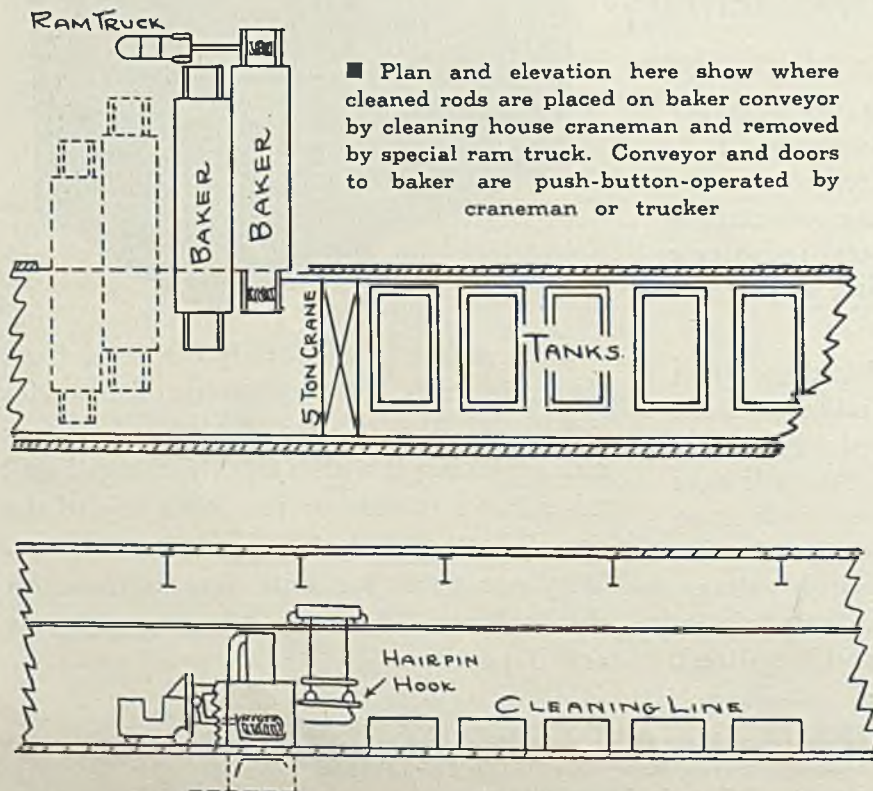 RAM TRUCK
■ Plan and elevation here show where
cleaned rods are placed on baker conveyor
by cleaning house craneman and removed
by special ram truck. Conveyor and doors
to baker are push-button-operated by
craneman or trucker
BAKER
BAKER
5 TON CRANE
TANKS
HAIRPIN
HOOK
CLEANING LINE